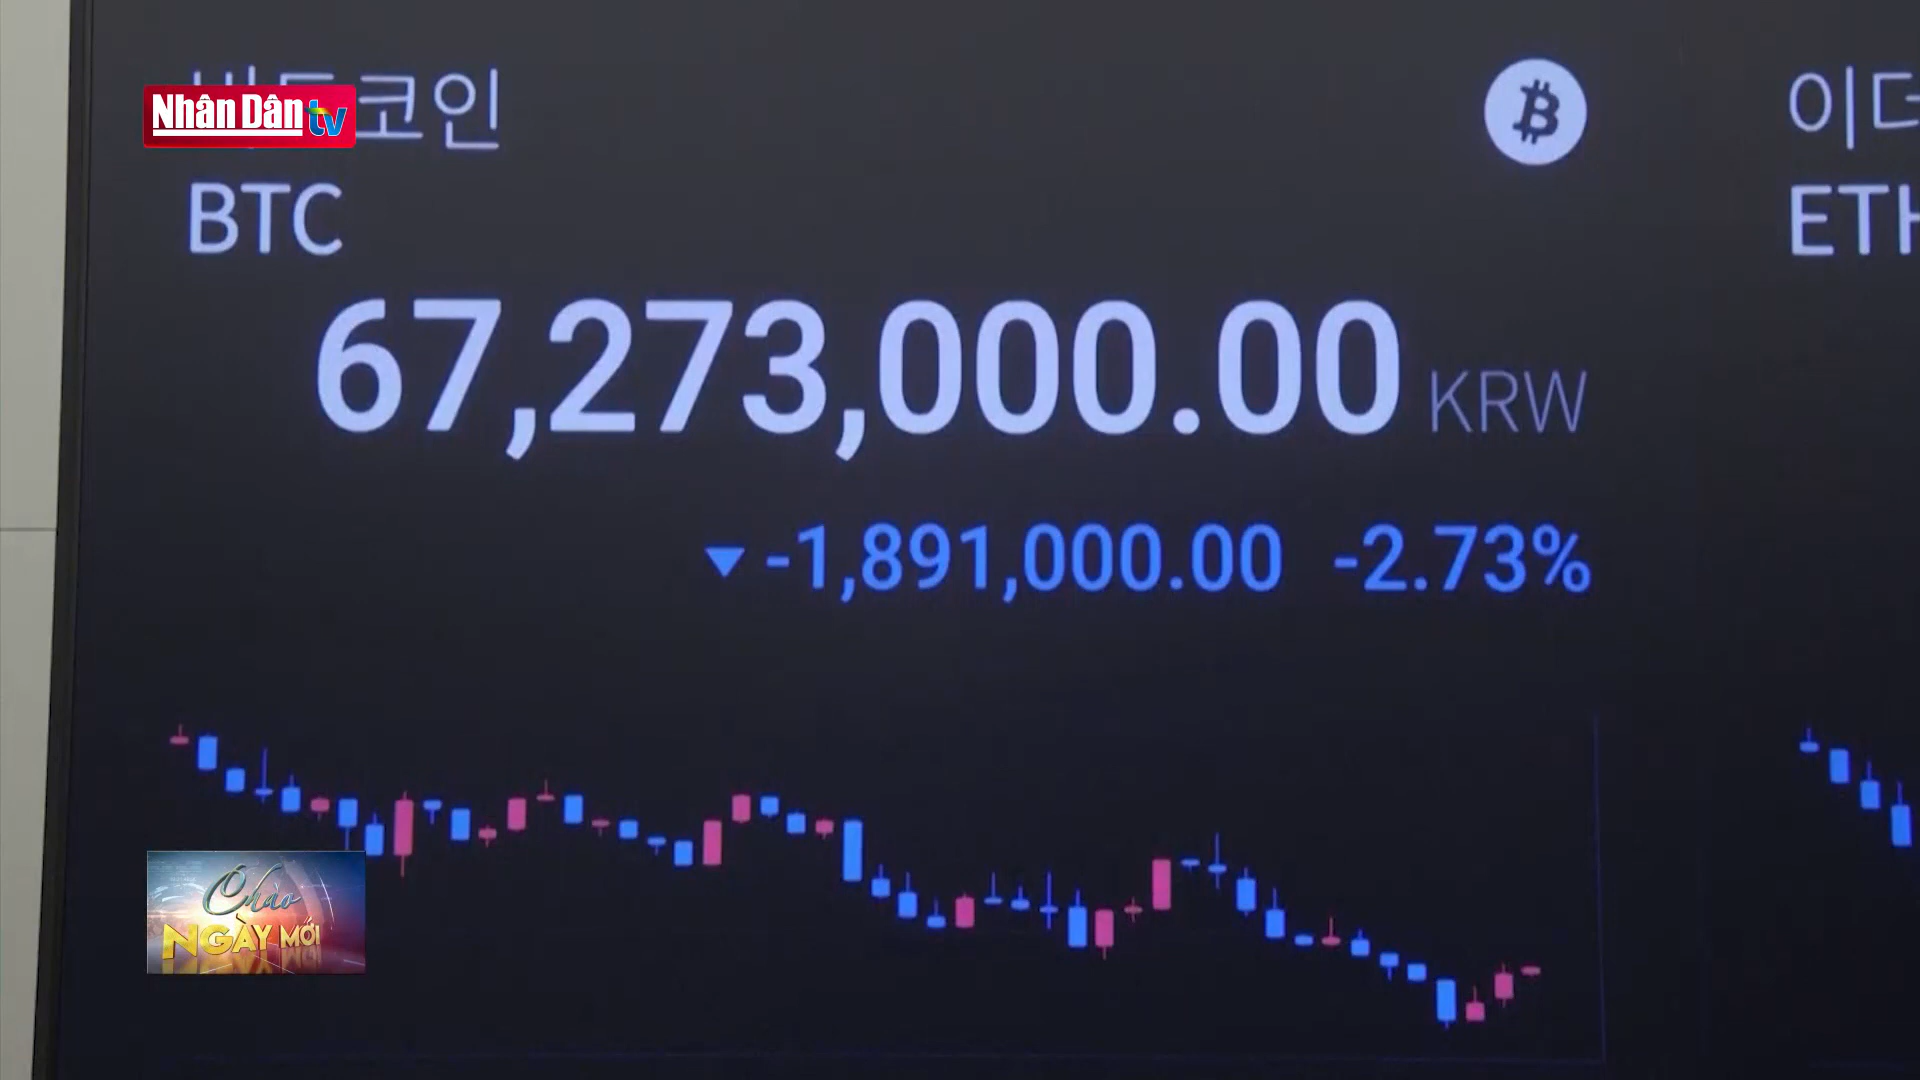 Nhân Dân tv
코인
BTC
67,273,000.00 KRW
▼ -1,891,000.00 -2.73%
이더
ETH
Chào
NGÀY MỚI